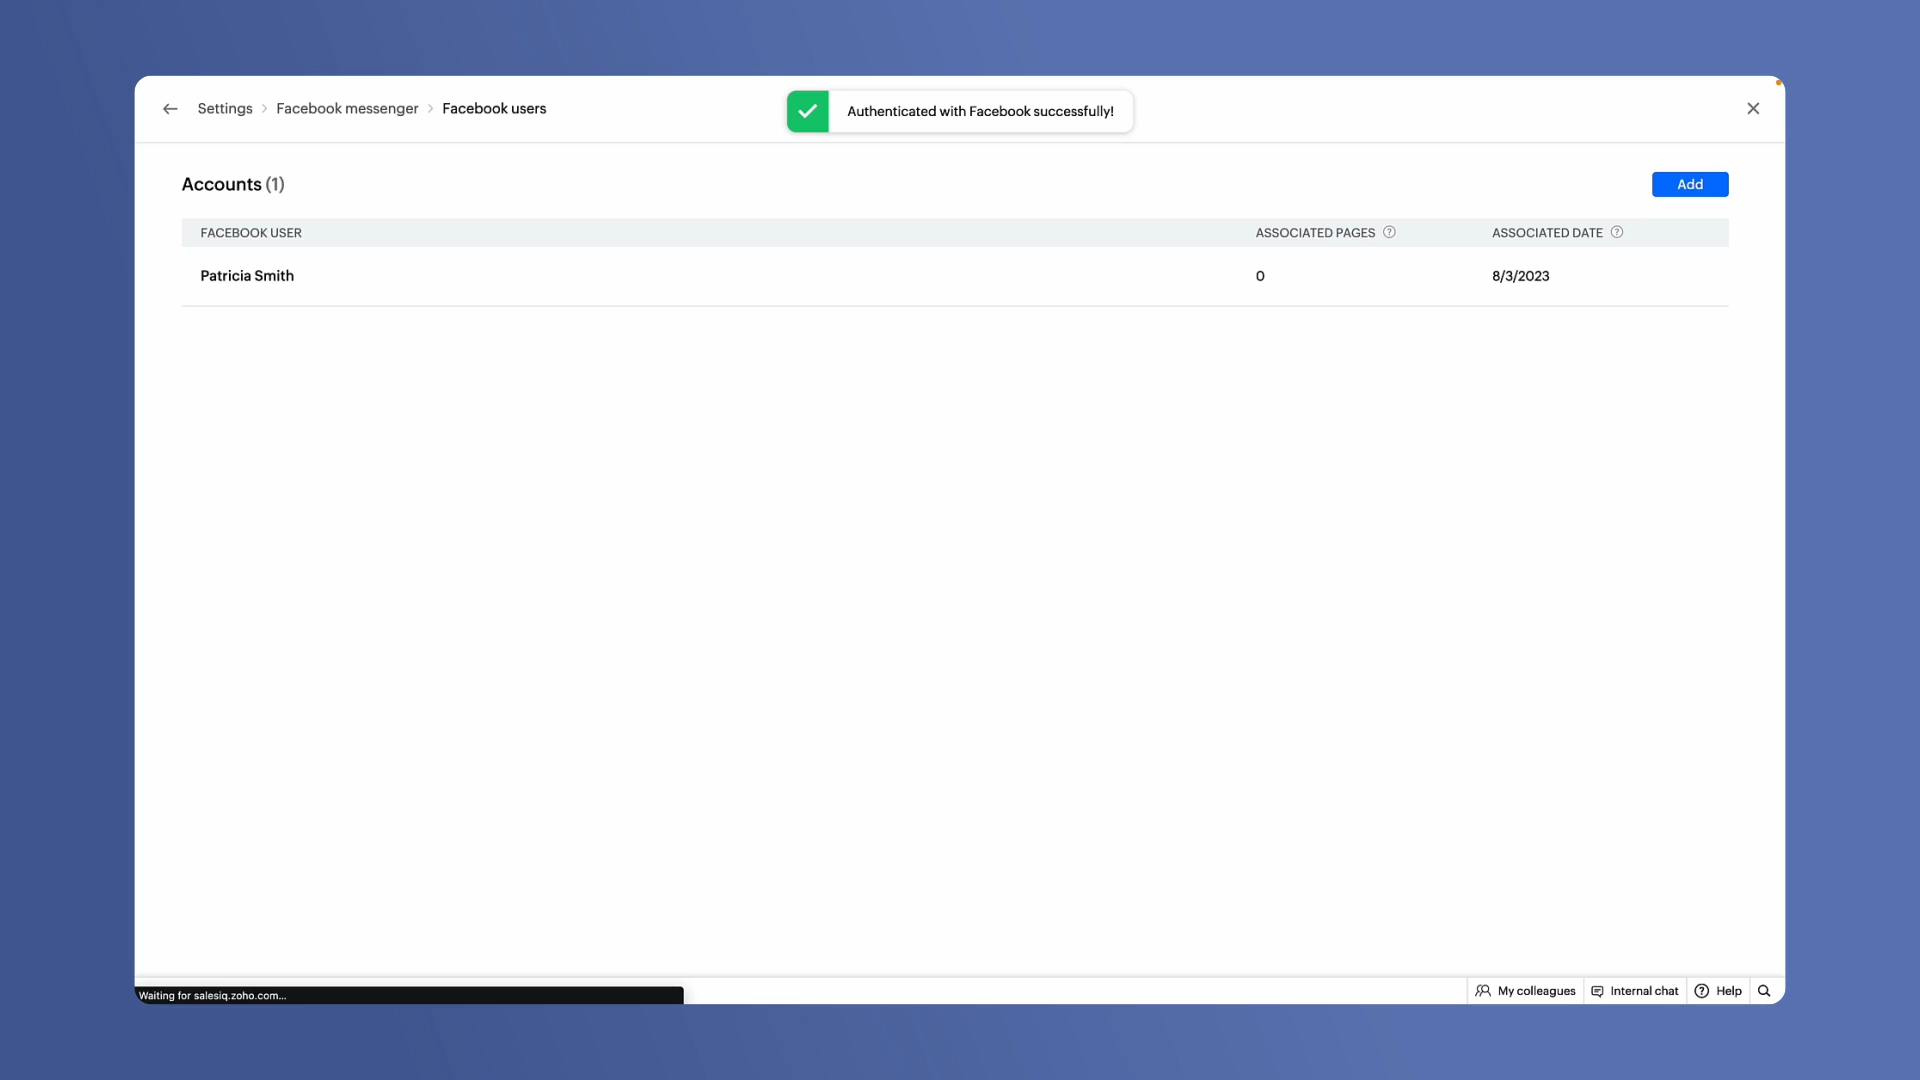 Settings > Facebook messenger > Facebook users
Authenticated with Facebook successfully!
Accounts (1)
Add
FACEBOOK USER ASSOCIATED PAGES ASSOCIATED DATE
Patricia Smith 0 8/3/2023
Waiting for salesiq.zoho.com...
My colleagues Internal chat Help